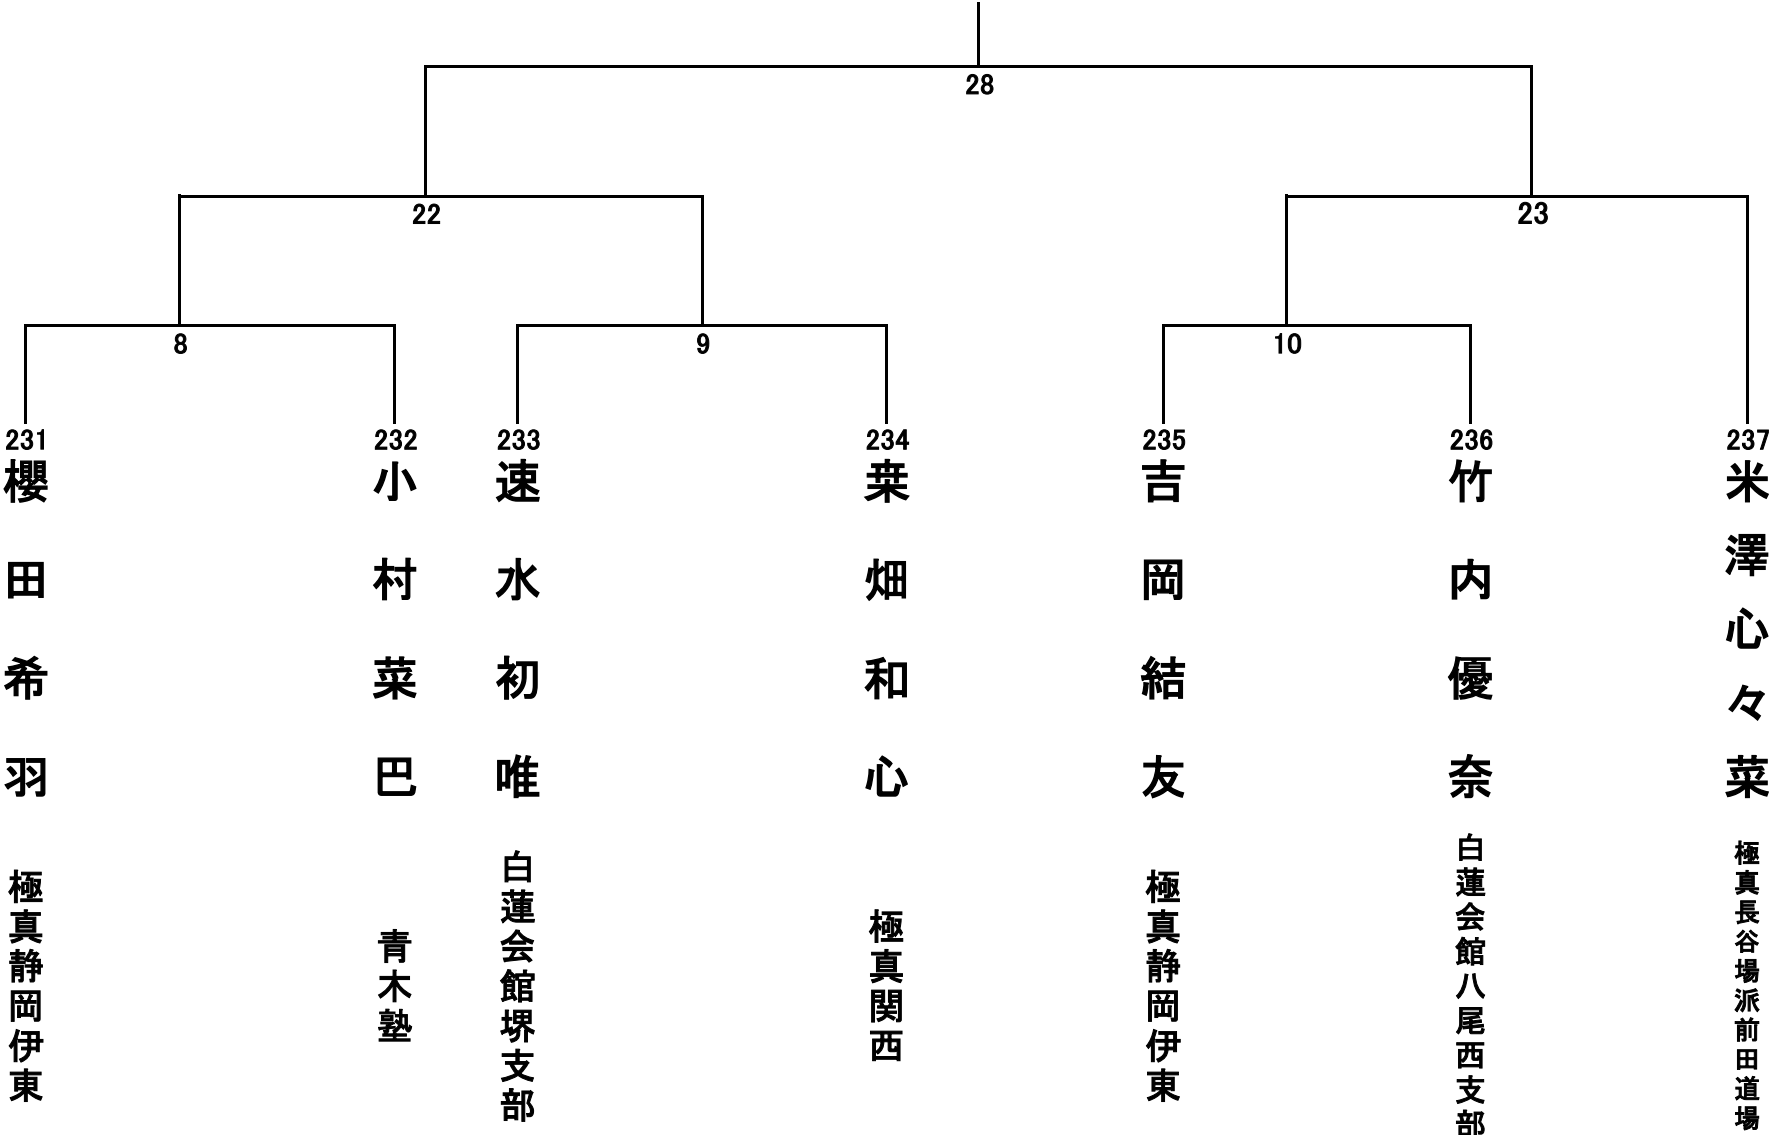 28
22
23
8
9
10
231
232
233
234
235
236
237
櫻田希羽
小村菜巴
速水初唯
桒畑和心
吉岡結友
竹内優奈
米澤心々菜
極真静岡伊東
青木塾
白蓮会館堺支部
極真関西
極真静岡伊東
白蓮会館八尾西支部
極真長谷場派前田道場